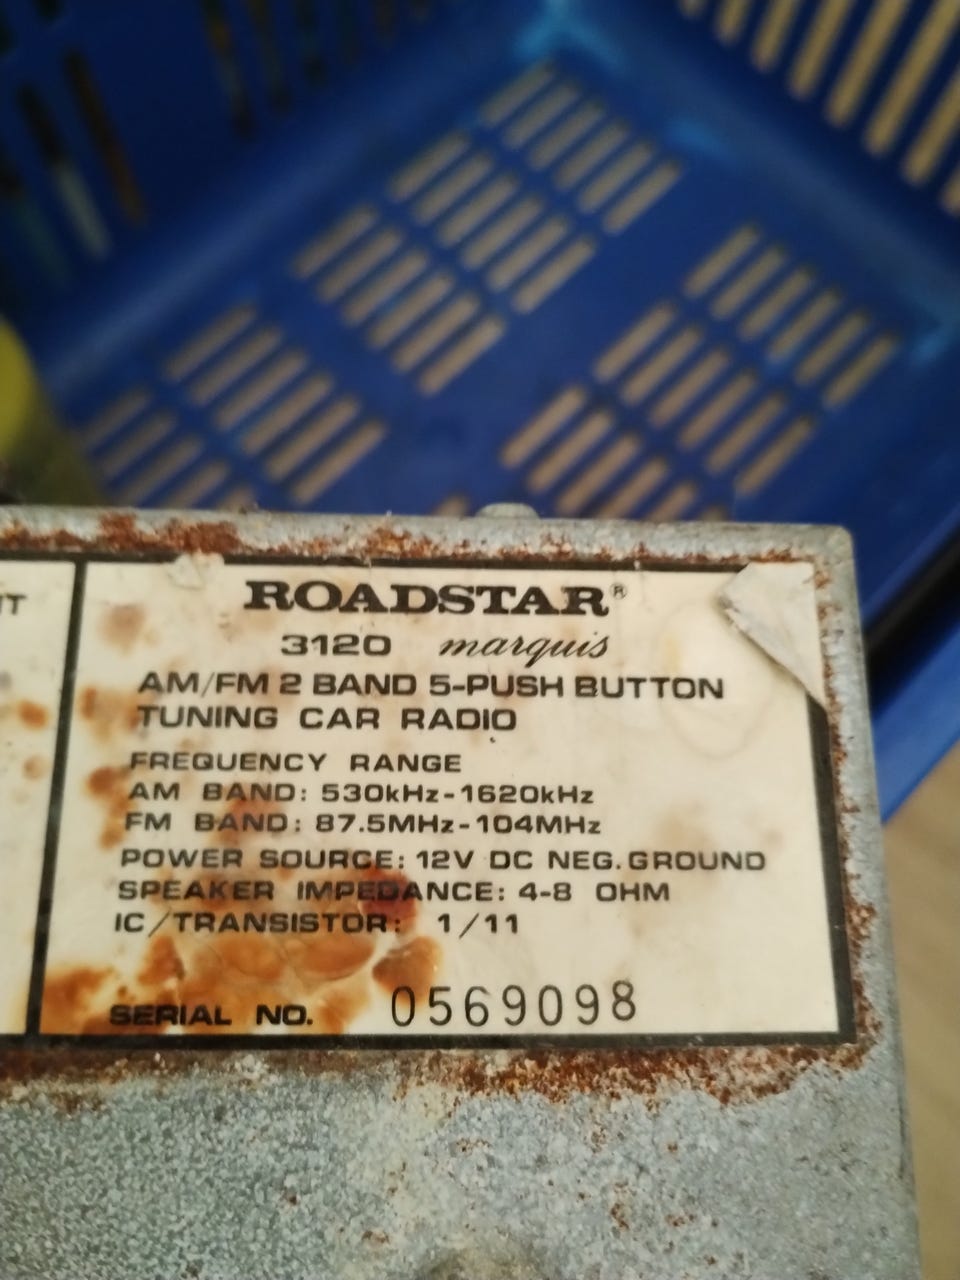 ROADSTAR®
3120 marquis
AM/FM 2 BAND 5-PUSH BUTTON
TUNING CAR RADIO
FREQUENCY RANGE
AM BAND: 530kHz-1620kHz
FM BAND: 87.5MHz-104MHz
POWER SOURCE: 12V DC NEG. GROUND
SPEAKER IMPEDANCE: 4-8 OHM
IC/TRANSISTOR: 1/11
SERIAL NO. 0569098